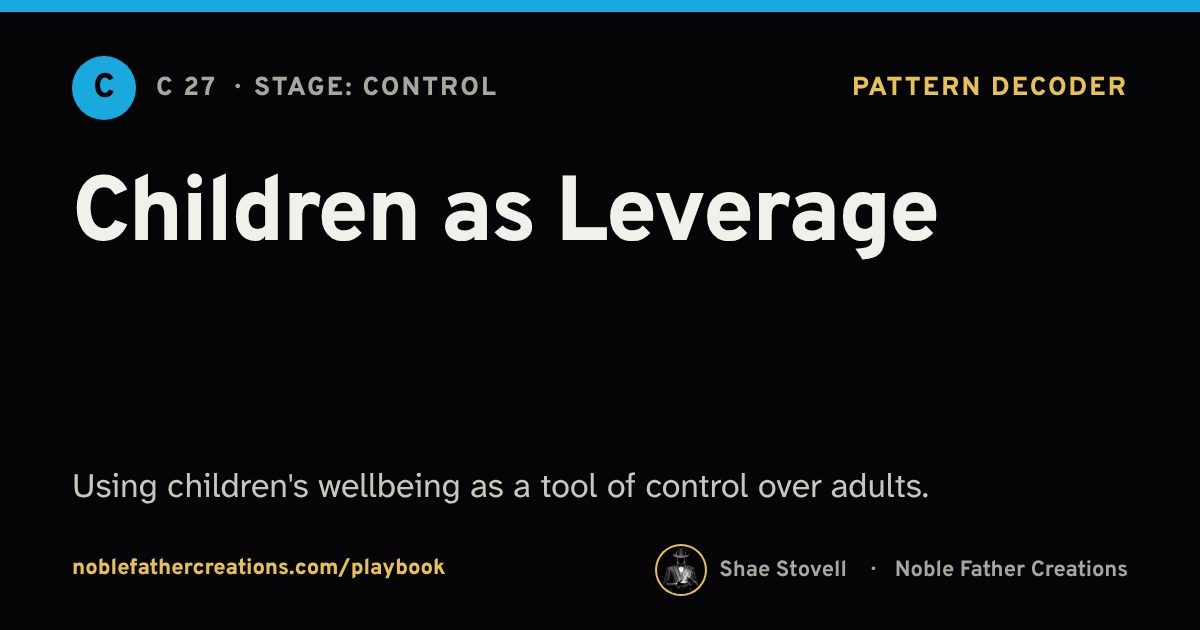 C
C 27 · STAGE: CONTROL
PATTERN DECODER
Children as Leverage
Using children's wellbeing as a tool of control over adults.
noblefathercreations.com/playbook
Shae Stovell · Noble Father Creations